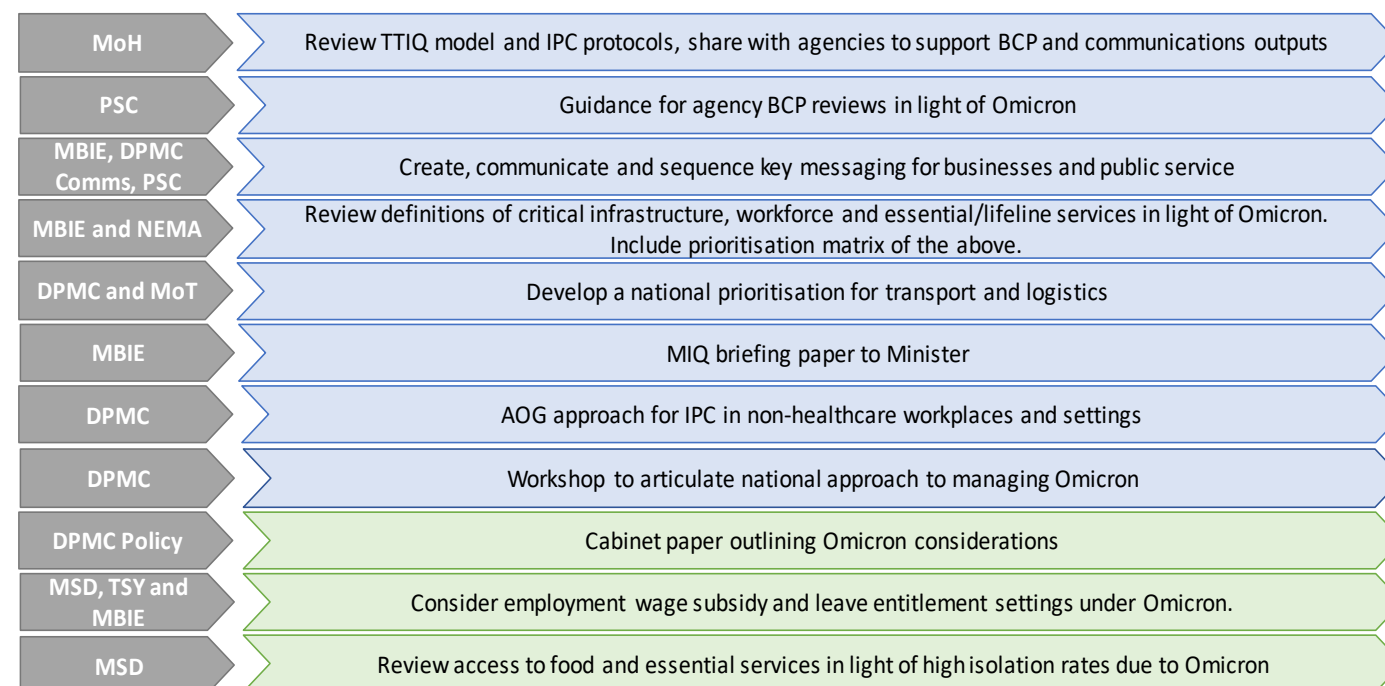 MoH
Review TTIQ model and IPC protocols, share with agencies to support BCP and communications outputs
PSC
Guidance for agency BCP reviews in light of Omicron
MBIE, DPMC
Comms, PSC
Create, communicate and sequence key messaging for businesses and public service
MBIE and NEMA
Review definitions of critical infrastructure, workforce and essential/lifeline services in light of Omicron.
Include prioritisation matrix of the above.
DPMC and MoT
Develop a national prioritisation for transport and logistics
MBIE
MIQ briefing paper to Minister
DPMC
AOG approach for IPC in non-healthcare workplaces and settings
DPMC
Workshop to articulate national approach to managing Omicron
DPMC Policy
Cabinet paper outlining Omicron considerations
MSD, TSY and
MBIE
Consider employment wage subsidy and leave entitlement settings under Omicron.
MSD
Review access to food and essential services in light of high isolation rates due to Omicron